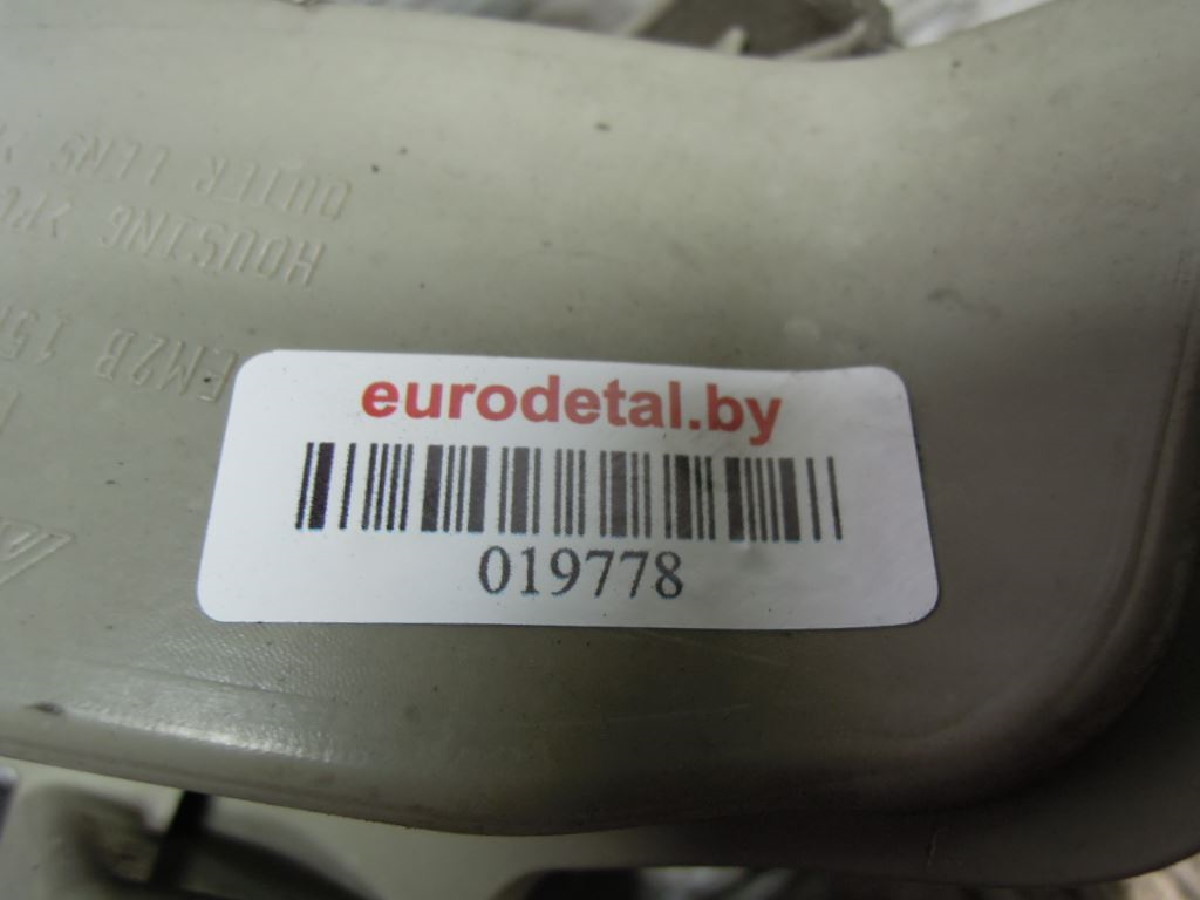 eurodetal.by
019778
OUTER LENS
HOUSING >P
EM2B 15